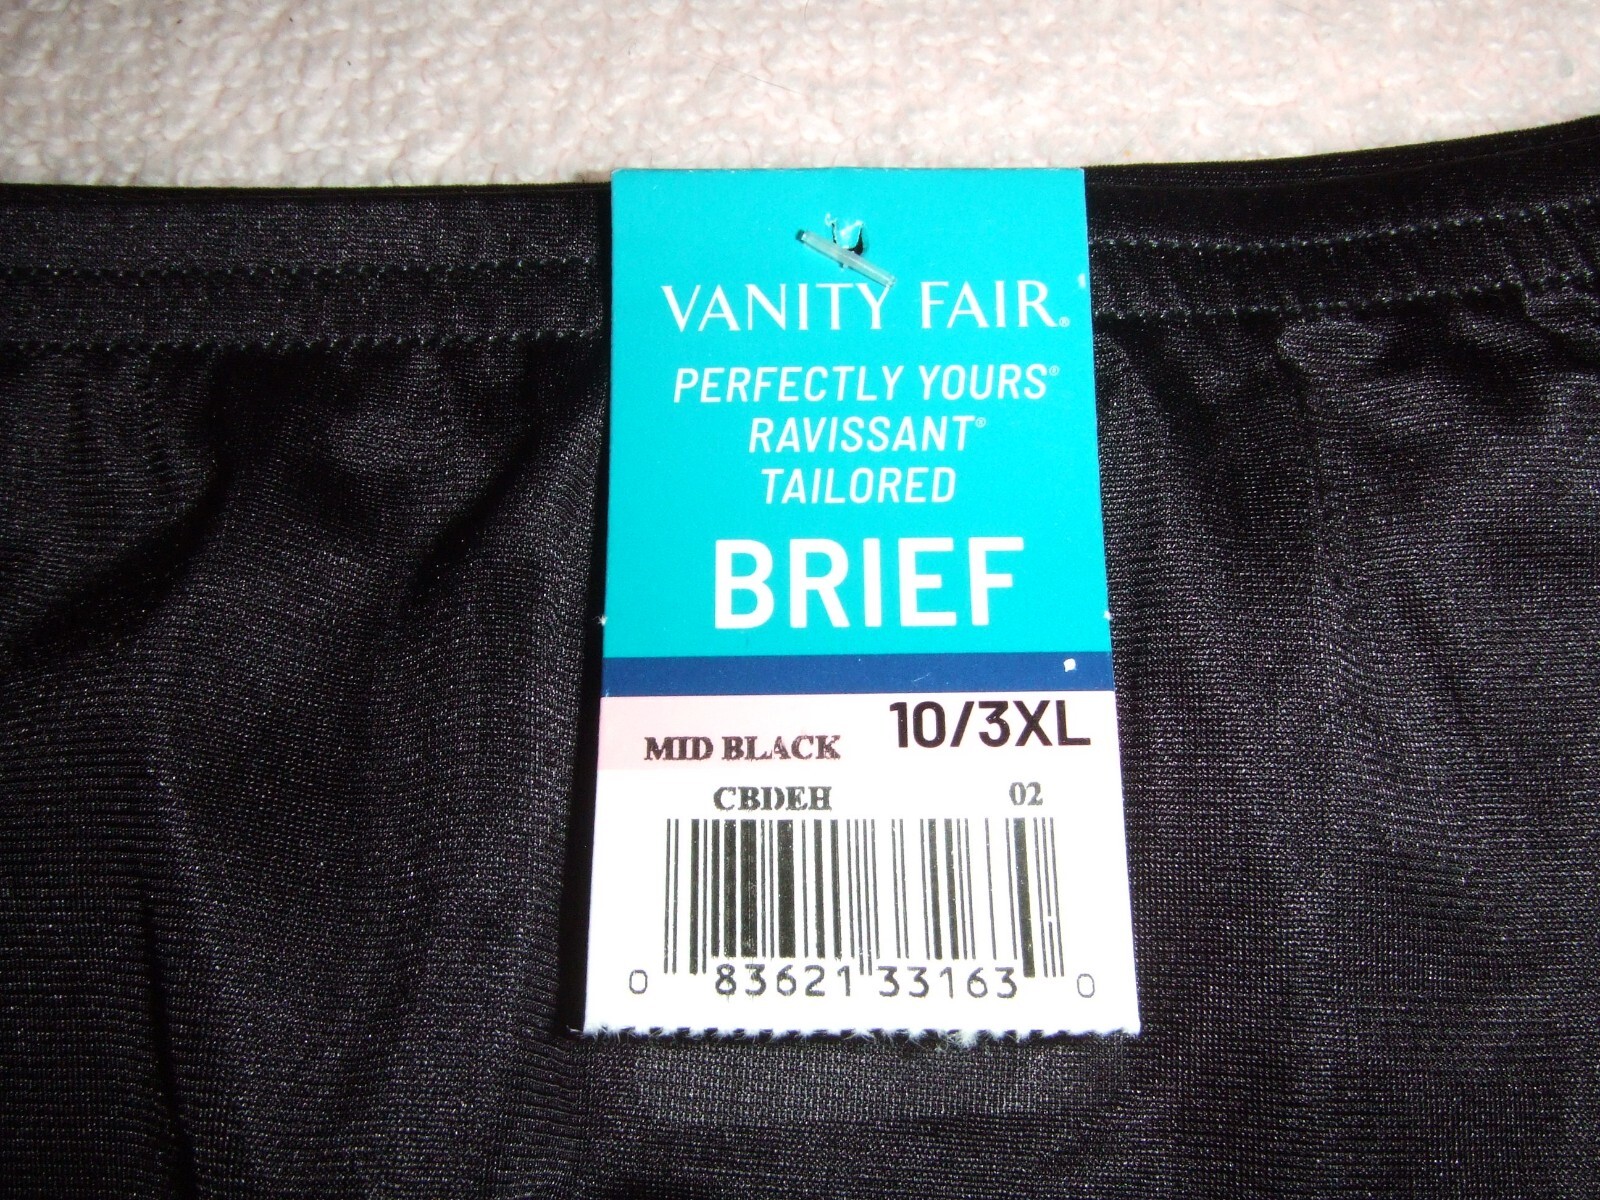 VANITY FAIR®
PERFECTLY YOURS®
RAVISSANT®
TAILORED
BRIEF
10/3XL
MID BLACK
CBDEH 02
0 83621 33163 0